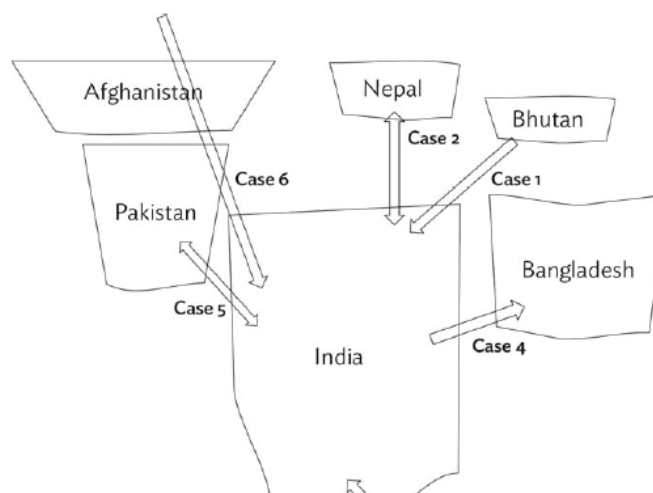 Afghanistan
Nepal
Bhutan
Case 2
Case 6
Case 1
Pakistan
Bangladesh
Case 5
India
Case 4